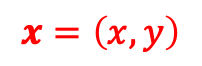 x = (x, y)